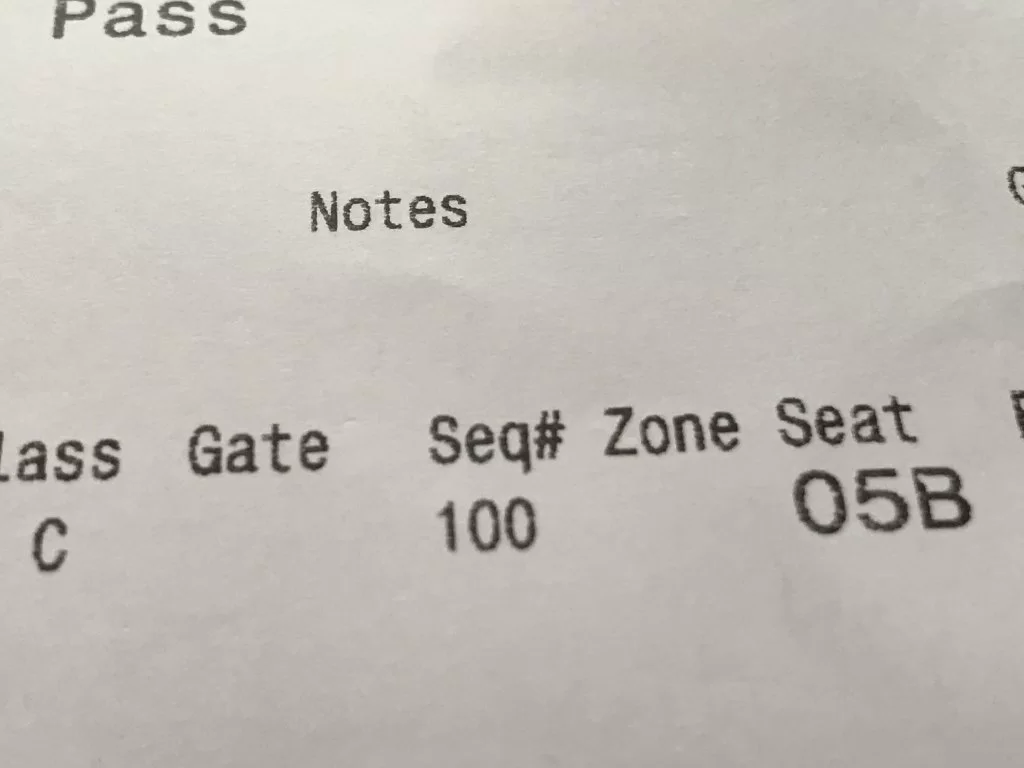 Pass
Notes
lass Gate Seq# Zone Seat
C 100 05B